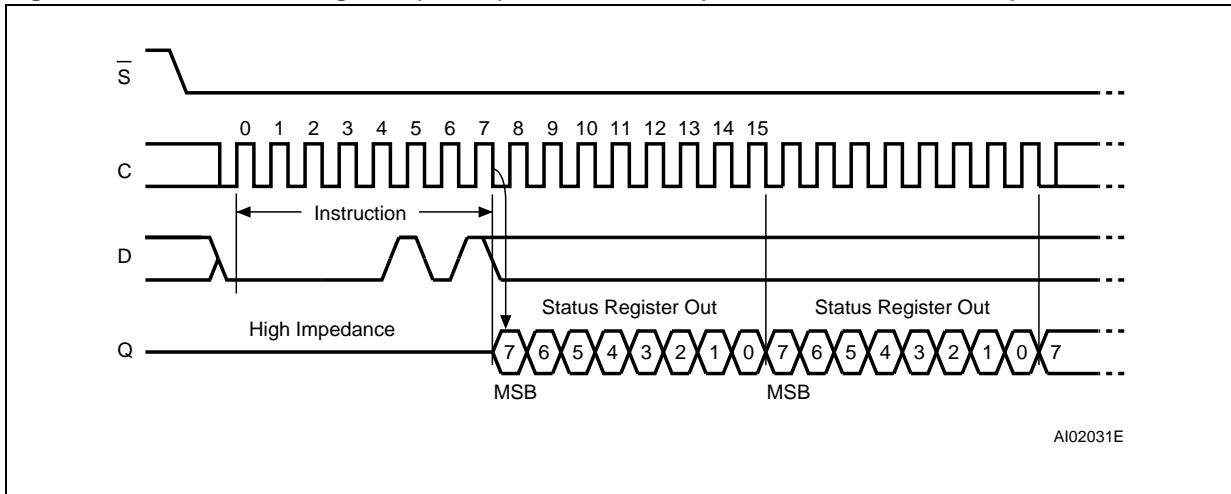 S
0 1 2 3 4 5 6 7 8 9 10 11 12 13 14 15
C
Instruction
D
Status Register Out Status Register Out
High Impedance
Q 7 6 5 4 3 2 1 0 7 6 5 4 3 2 1 0 7
MSB MSB
AI02031E